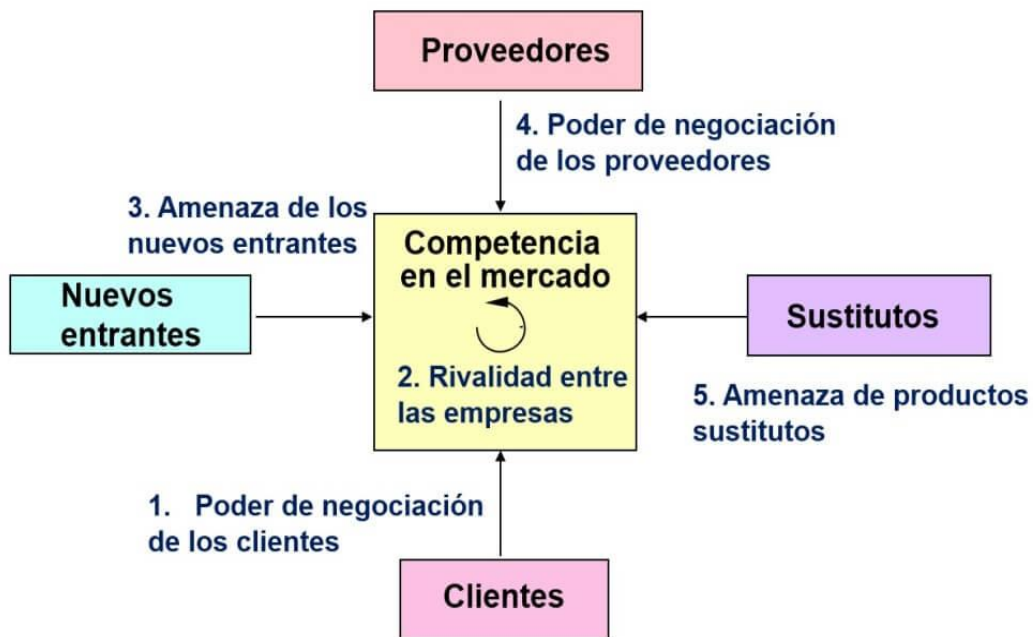 Proveedores
4. Poder de negociación
de los proveedores
3. Amenaza de los
nuevos entrantes
Competencia
en el mercado
Nuevos
entrantes
Sustitutos
2. Rivalidad entre
las empresas
5. Amenaza de productos
sustitutos
1. Poder de negociación
de los clientes
Clientes